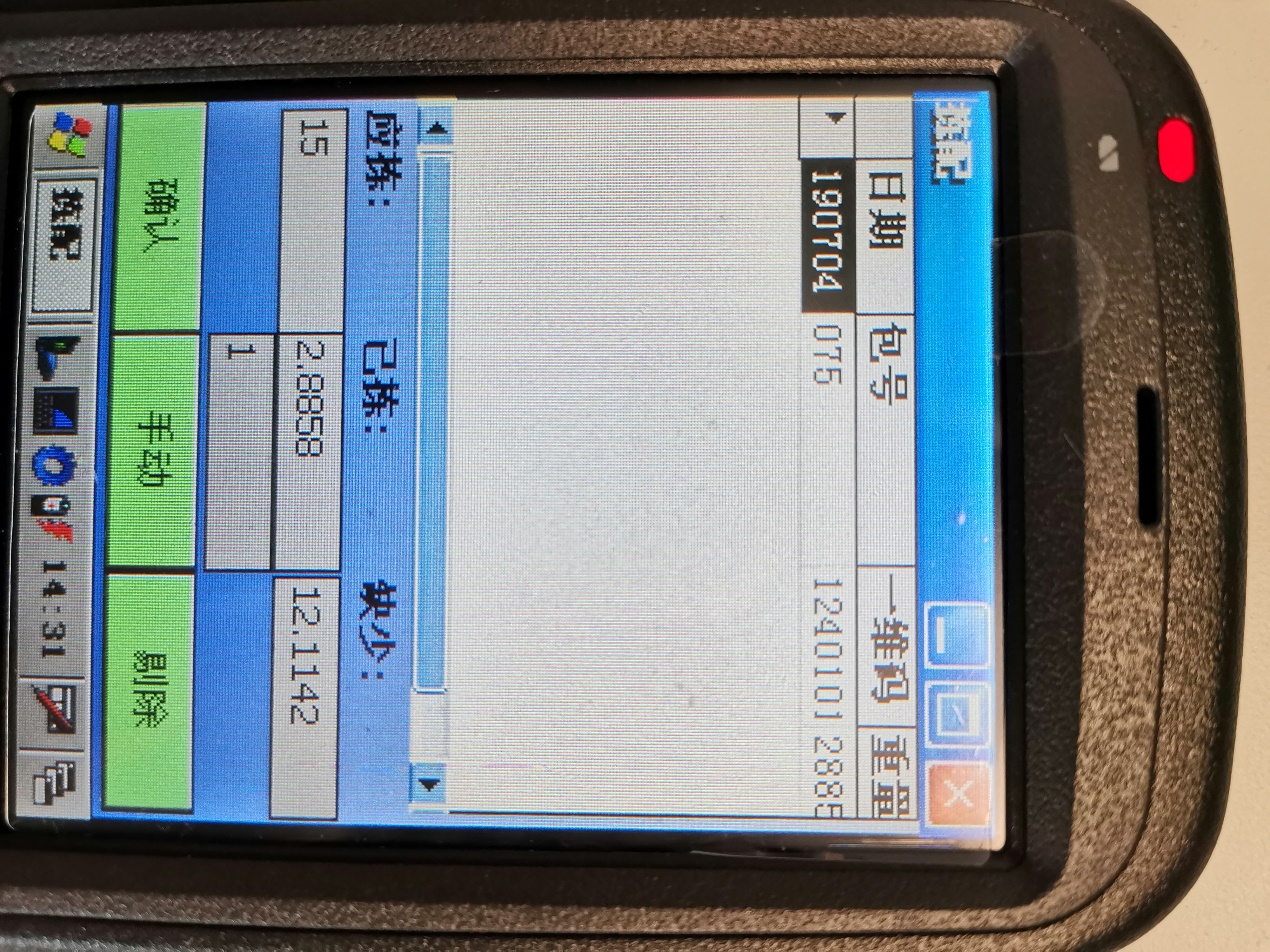 拣配
日期 包号 一维码 重量
190704 075 1240101 2885
应拣: 已拣: 缺少:
15 2.8858 12.1142
1
确认 手动 删除
拣配 14:31